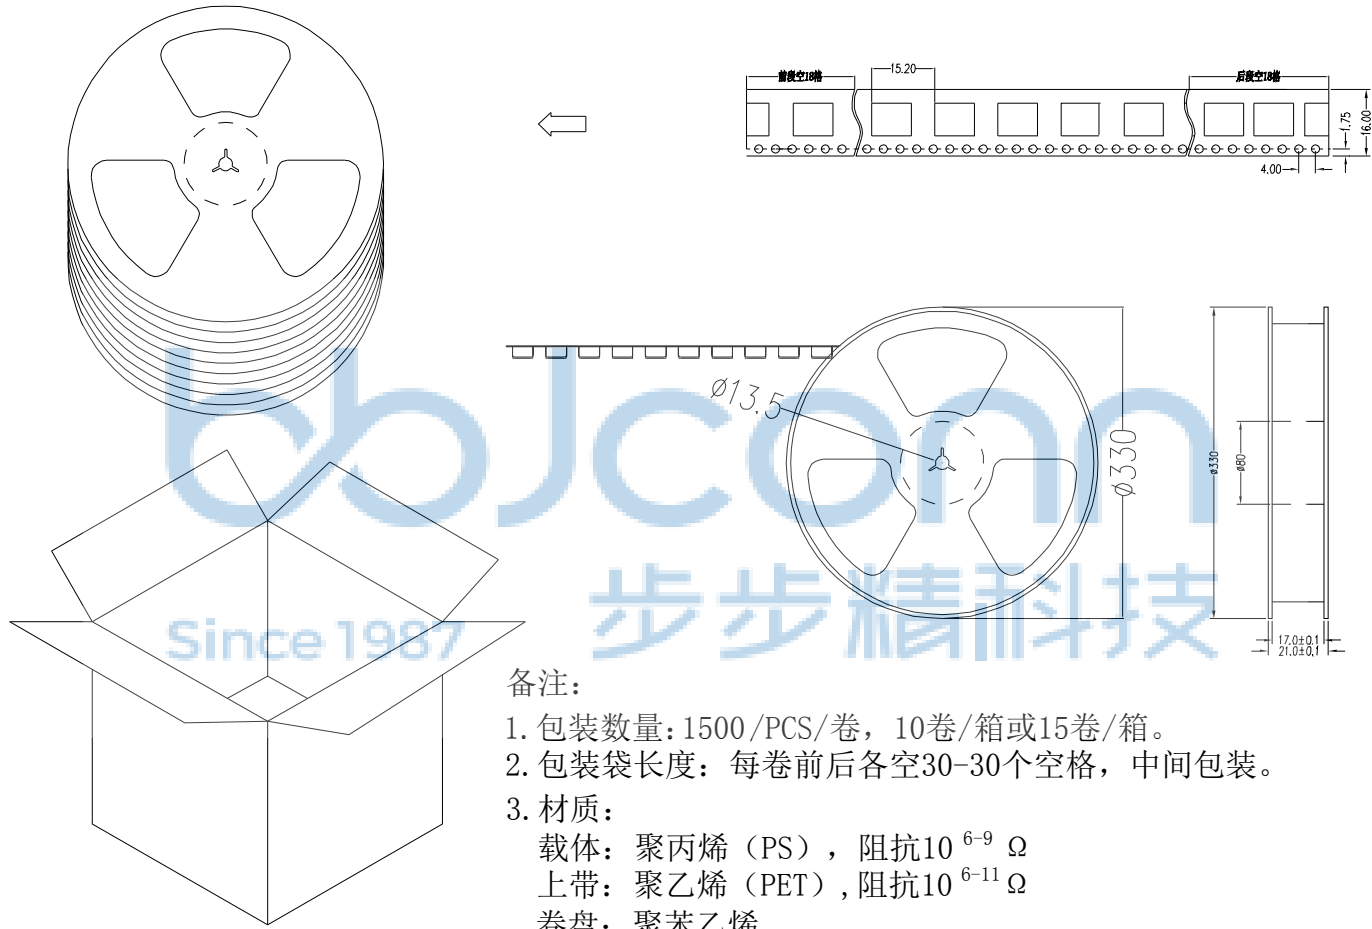 前段空18格
15.20
后段空18格
1.75
16.00
4.00
ø13.5
ø330
ø330
ø80
17.0±0.1
21.0±0.1
bbJconn
步步精科技
Since 1987
备注：
1.包装数量:1500/PCS/卷，10卷/箱或15卷/箱。
2.包装袋长度：每卷前后各空30-30个空格，中间包装。
3.材质：
载体：聚丙烯（PS），阻抗10 6-9 Ω
上带：聚乙烯（PET）,阻抗10 6-11 Ω
卷盘：聚苯乙烯